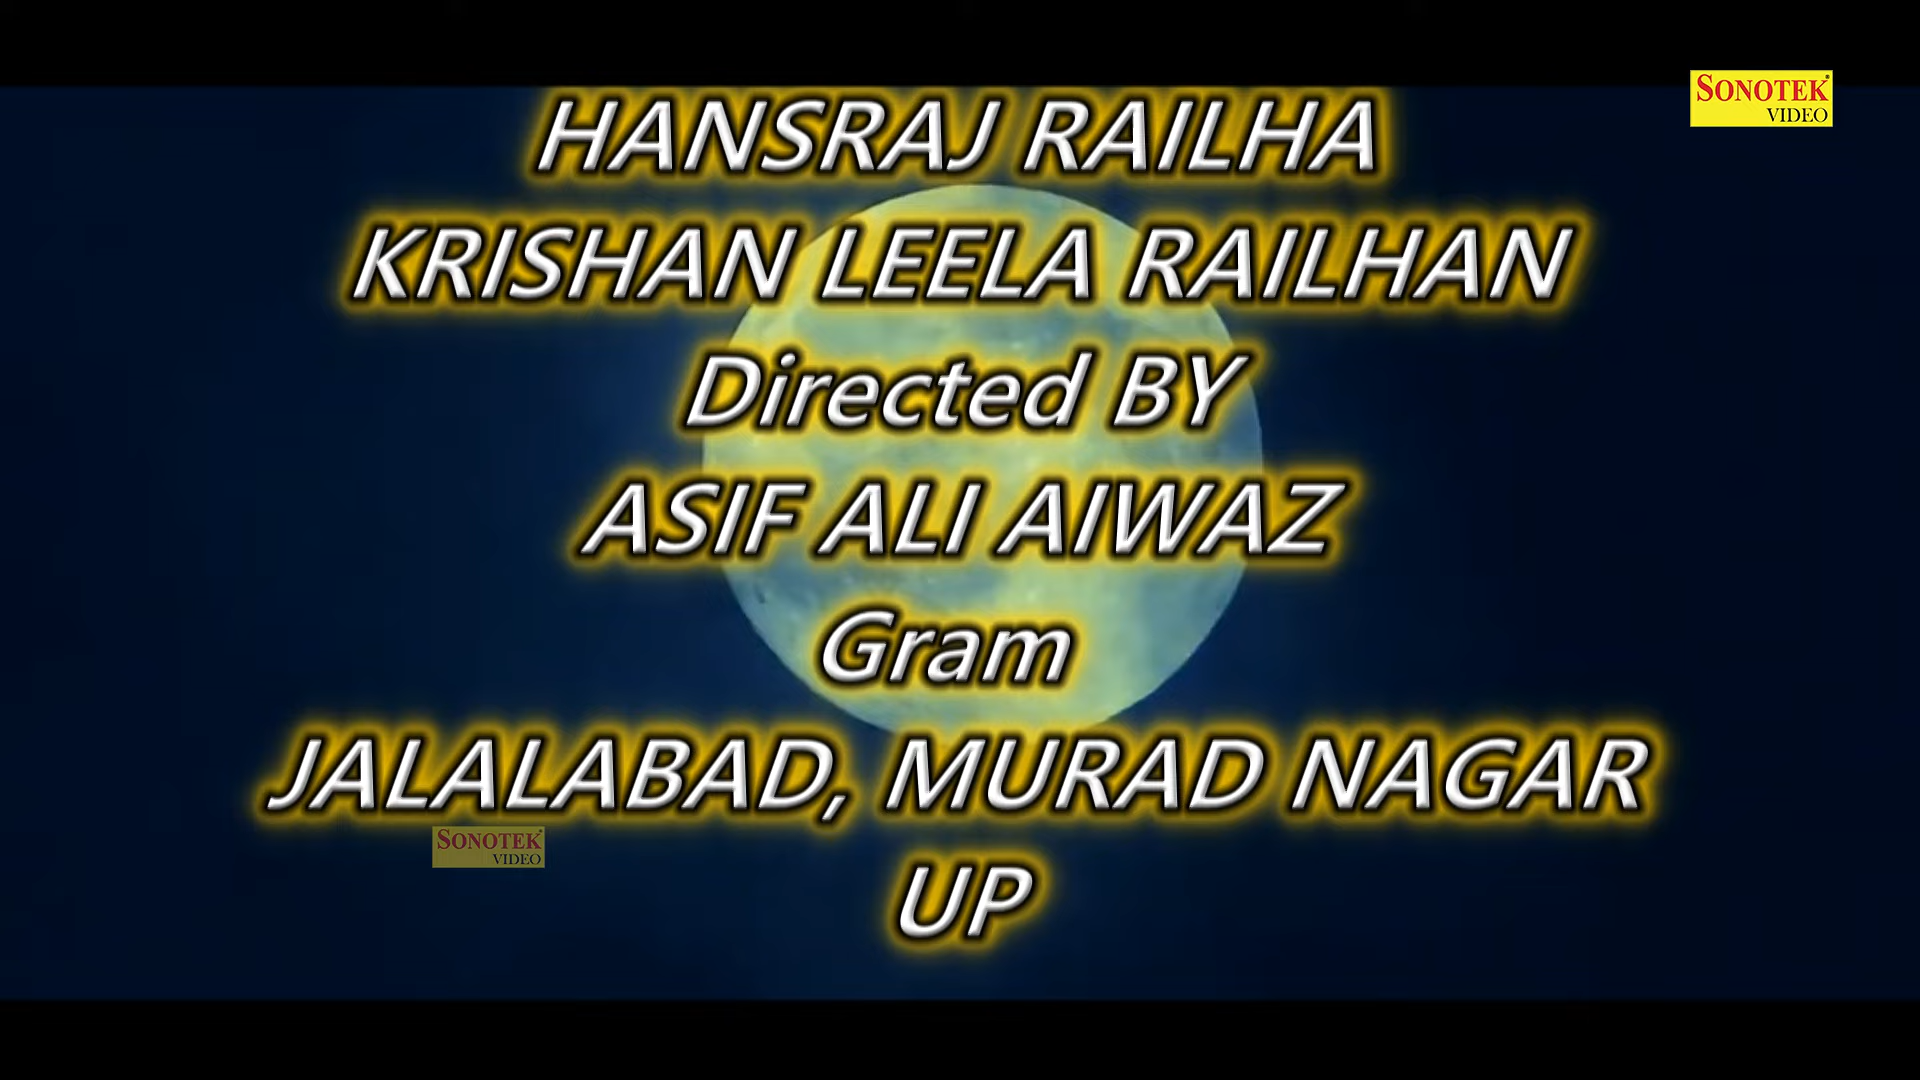 SONOTEK
VIDEO
HANSRAJ RAILHA
KRISHAN LEELA RAILHAN
Directed BY
ASIF ALI AIWAZ
Gram
JALALABAD, MURAD NAGAR
SONOTEK
VIDEO
UP